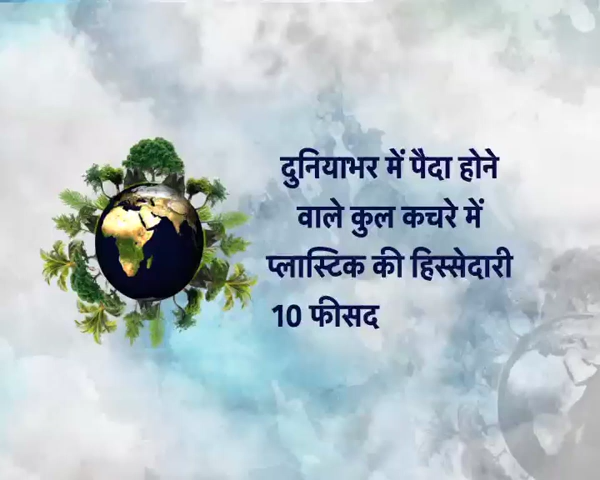 दुनियाभर में पैदा होने
वाले कुल कचरे में
प्लास्टिक की हिस्सेदारी
10 फीसद